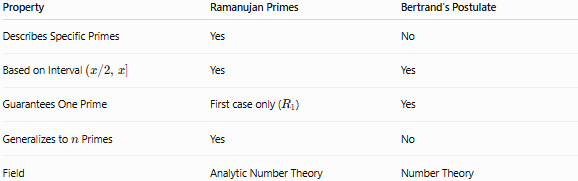 Property Ramanujan Primes Bertrand's Postulate
Describes Specific Primes Yes No
Based on Interval (x/2, x] Yes Yes
Guarantees One Prime First case only (R₁) Yes
Generalizes to n Primes Yes No
Field Analytic Number Theory Number Theory